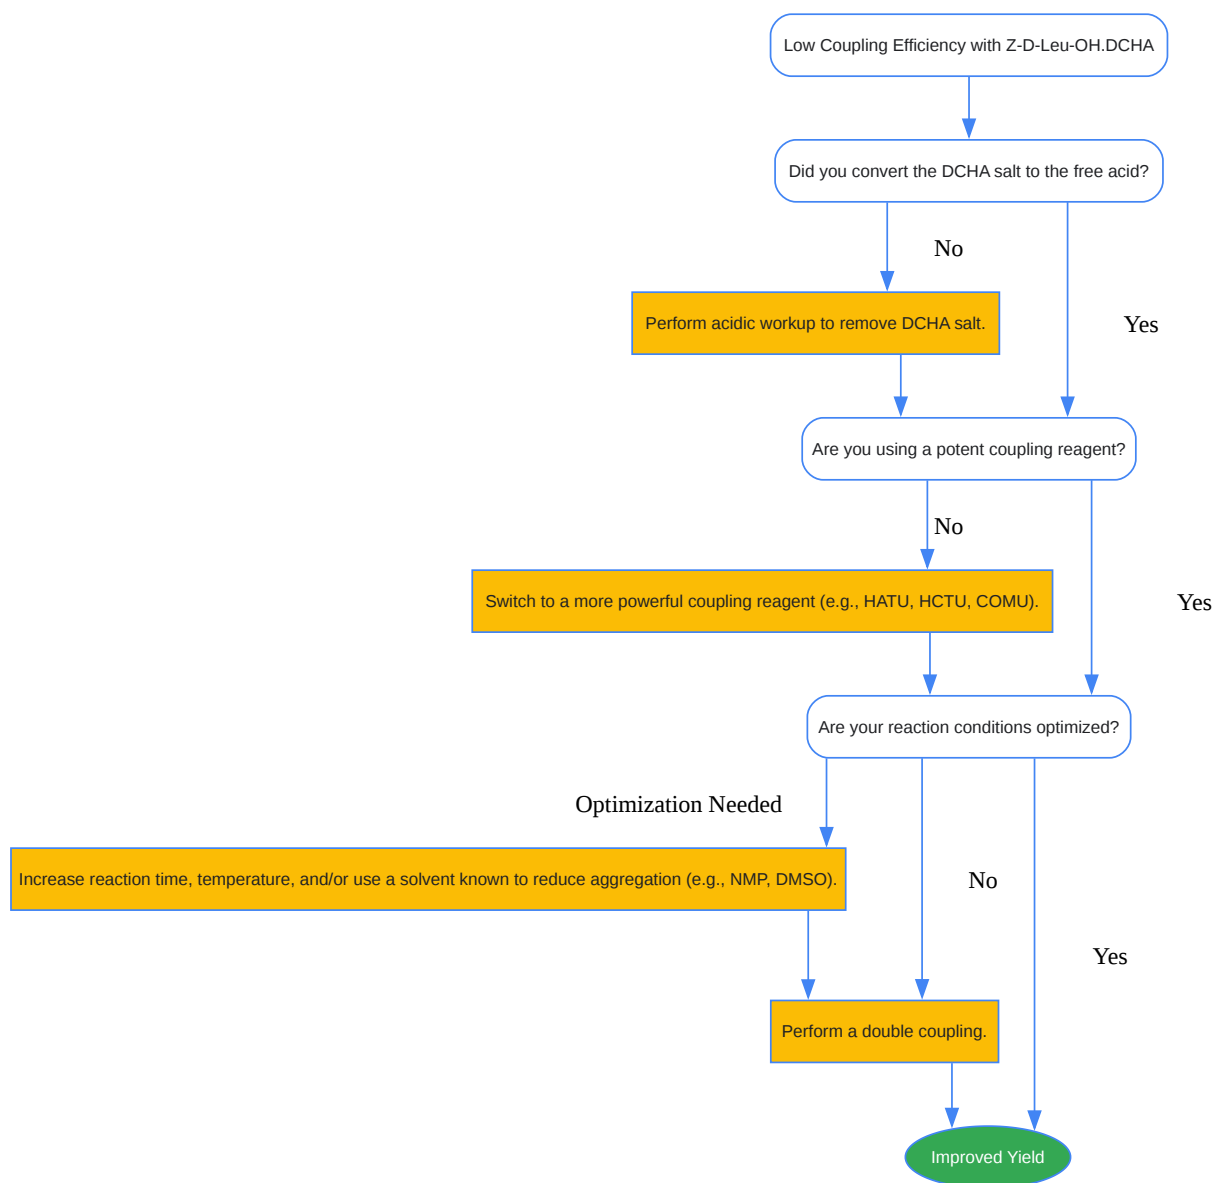 Low Coupling Efficiency with Z-D-Leu-OH.DCHA
Did you convert the DCHA salt to the free acid?
No
Perform acidic workup to remove DCHA salt.
Yes
Are you using a potent coupling reagent?
No
Switch to a more powerful coupling reagent (e.g., HATU, HCTU, COMU).
Yes
Are your reaction conditions optimized?
Optimization Needed
Increase reaction time, temperature, and/or use a solvent known to reduce aggregation (e.g., NMP, DMSO).
No
Yes
Perform a double coupling.
Improved Yield